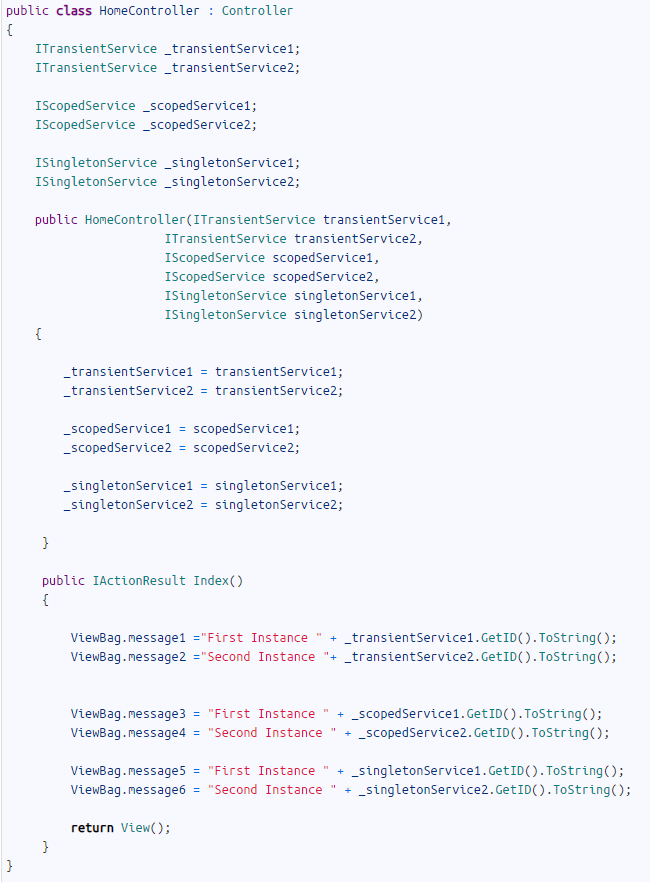 public class HomeController : Controller
{
    ITransientService _transientService1;
    ITransientService _transientService2;

    IScopedService _scopedService1;
    IScopedService _scopedService2;

    ISingletonService _singletonService1;
    ISingletonService _singletonService2;

    public HomeController(ITransientService transientService1,
                      ITransientService transientService2,
                      IScopedService scopedService1,
                      IScopedService scopedService2,
                      ISingletonService singletonService1,
                      ISingletonService singletonService2)
    {

        _transientService1 = transientService1;
        _transientService2 = transientService2;

        _scopedService1 = scopedService1;
        _scopedService2 = scopedService2;

        _singletonService1 = singletonService1;
        _singletonService2 = singletonService2;

     }

     public IActionResult Index()
     {

         ViewBag.message1 ="First Instance " + _transientService1.GetID().ToString();
         ViewBag.message2 ="Second Instance "+ _transientService2.GetID().ToString();


         ViewBag.message3 = "First Instance " + _scopedService1.GetID().ToString();
         ViewBag.message4 = "Second Instance " + _scopedService2.GetID().ToString();

         ViewBag.message5 = "First Instance " + _singletonService1.GetID().ToString();
         ViewBag.message6 = "Second Instance " + _singletonService2.GetID().ToString();

         return View();
     }
}